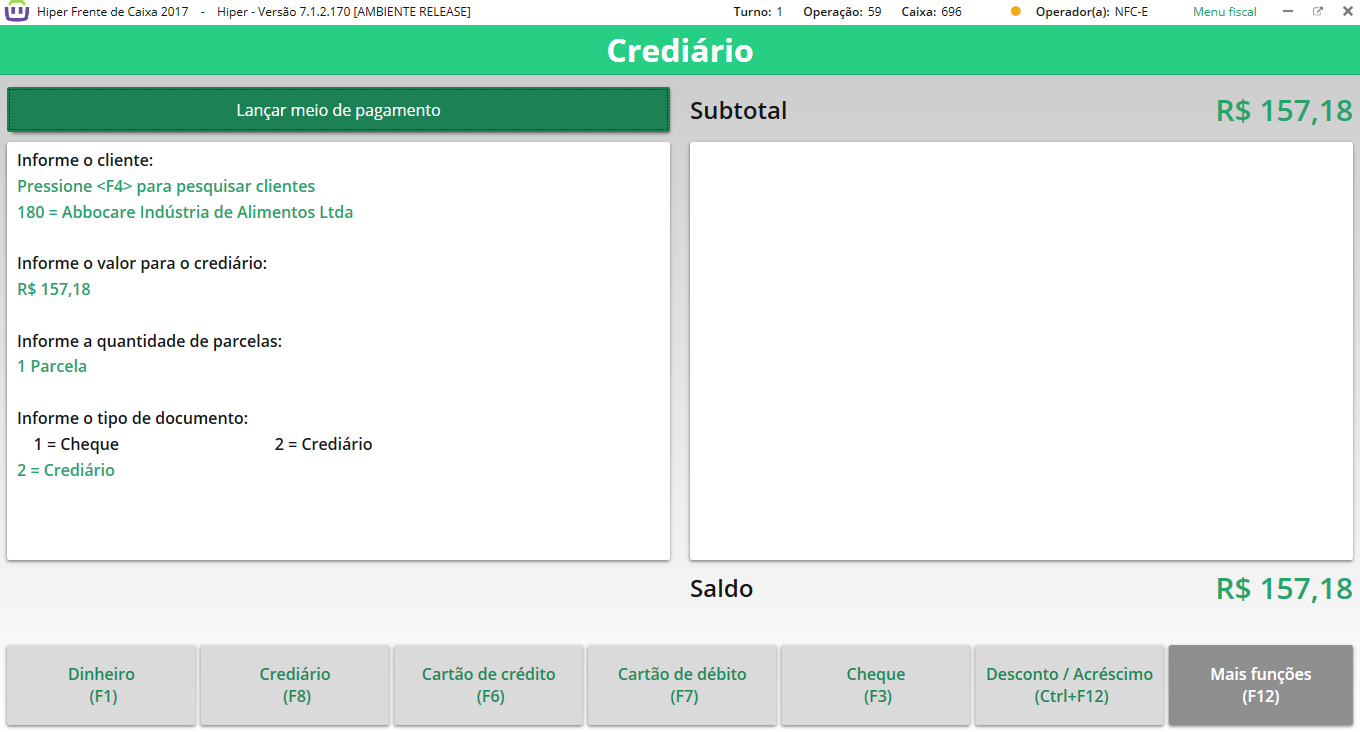 Hiper Frente de Caixa 2017 - Hiper - Versão 7.1.2.170 [AMBIENTE RELEASE] Turno: 1 Operação: 59 Caixa: 696 Operador(a): NFC-E Menu fiscal
Crediário
Lançar meio de pagamento
Subtotal R$ 157,18
Informe o cliente:
Pressione <F4> para pesquisar clientes
180 = Abbocare Indústria de Alimentos Ltda
Informe o valor para o crediário:
R$ 157,18
Informe a quantidade de parcelas:
1 Parcela
Informe o tipo de documento:
1 = Cheque 2 = Crediário
2 = Crediário
Saldo R$ 157,18
Dinheiro
(F1)
Crediário
(F8)
Cartão de crédito
(F6)
Cartão de débito
(F7)
Cheque
(F3)
Desconto / Acréscimo
(Ctrl+F12)
Mais funções
(F12)